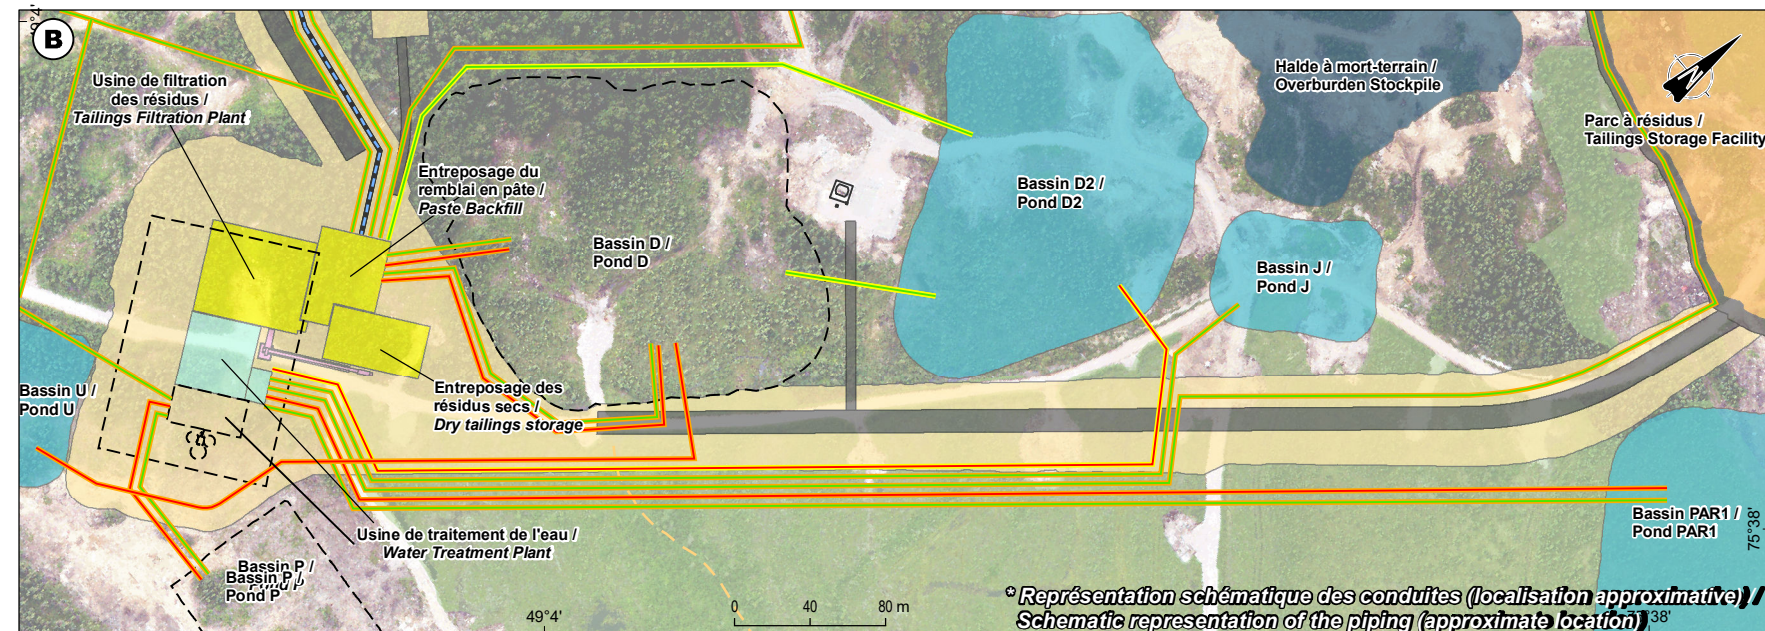 B
Usine de filtration
des résidus /
Tailings Filtration Plant
Entreposage du
remblai en pâte /
Paste Backfill
Bassin D /
Pond D
Bassin D2 /
Pond D2
Halde à mort-terrain /
Overburden Stockpile
N
Parc à résidus /
Tailings Storage Facility
Bassin J /
Pond J
Bassin U /
Pond U
Entreposage des
résidus secs /
Dry tailings storage
Usine de traitement de l'eau /
Water Treatment Plant
Bassin P /
Pond P
Bassin P /
Pond P
Bassin PAR1 /
Pond PAR1
75°38'
49°4'
0 40 80 m
* Représentation schématique des conduites (localisation approximative) /
Schematic representation of the piping (approximate location)